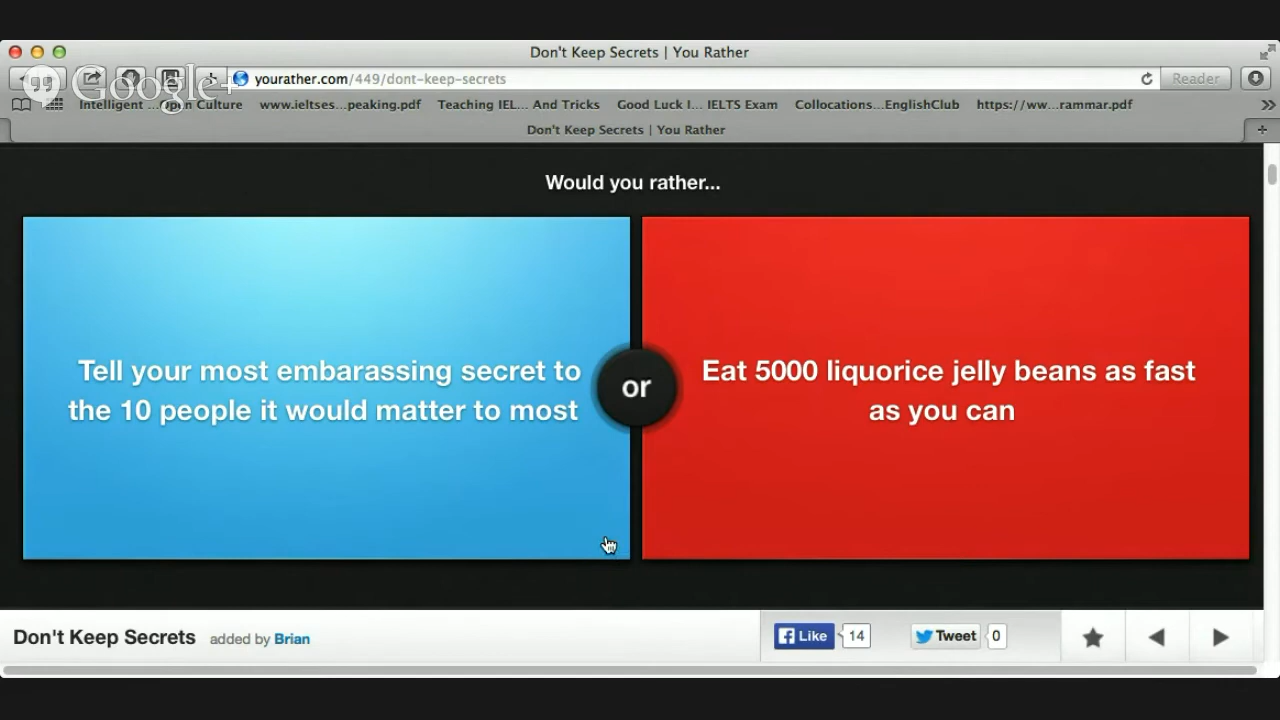 Don't Keep Secrets | You Rather
Google+
yourather.com/449/dont-keep-secrets
Reader
Intelligent ...Open Culture www.ieltses...peaking.pdf Teaching IEL... And Tricks Good Luck I... IELTS Exam Collocations...EnglishClub https://ww...rammar.pdf
Don't Keep Secrets | You Rather
Would you rather...
Tell your most embarassing secret to
the 10 people it would matter to most
or
Eat 5000 liquorice jelly beans as fast
as you can
Don't Keep Secrets added by Brian
Like 14 Tweet 0